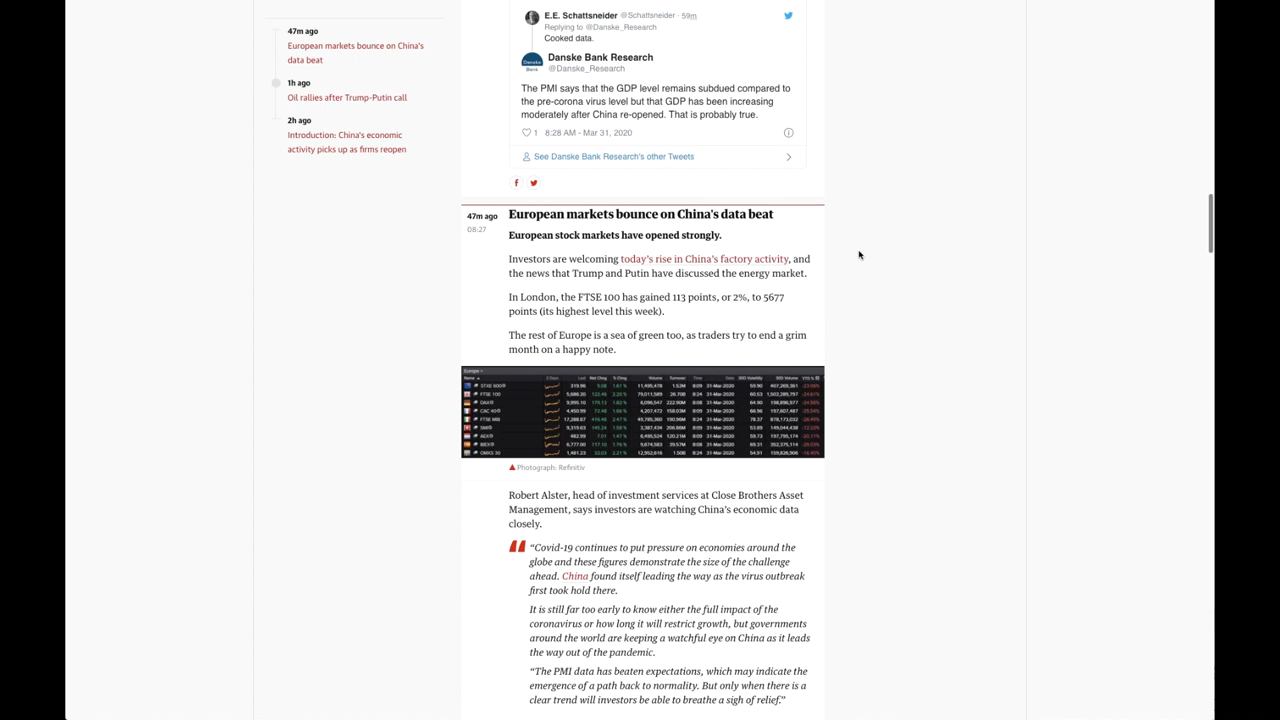 47m ago
European markets bounce on China's
data beat
1h ago
Oil rallies after Trump-Putin call
2h ago
Introduction: China's economic
activity picks up as firms reopen
E.E. Schattsneider @Schattsneider · 59m
Replying to @Danske_Research
Cooked data.
Danske Bank Research
@Danske_Research
The PMI says that the GDP level remains subdued compared to
the pre-corona virus level but that GDP has been increasing
moderately after China re-opened. That is probably true.
1 8:28 AM - Mar 31, 2020
See Danske Bank Research's other Tweets
47m ago
08:27
European markets bounce on China's data beat
European stock markets have opened strongly.
Investors are welcoming today's rise in China's factory activity, and
the news that Trump and Putin have discussed the energy market.
In London, the FTSE 100 has gained 113 points, or 2%, to 5677
points (its highest level this week).
The rest of Europe is a sea of green too, as traders try to end a grim
month on a happy note.
Photograph: Refinitiv
Robert Alster, head of investment services at Close Brothers Asset
Management, says investors are watching China's economic data
closely.
“Covid-19 continues to put pressure on economies around the
globe and these figures demonstrate the size of the challenge
ahead. China found itself leading the way as the virus outbreak
first took hold there.
It is still far too early to know either the full impact of the
coronavirus or how long it will restrict growth, but governments
around the world are keeping a watchful eye on China as it leads
the way out of the pandemic.
“The PMI data has beaten expectations, which may indicate the
emergence of a path back to normality. But only when there is a
clear trend will investors be able to breathe a sigh of relief.”